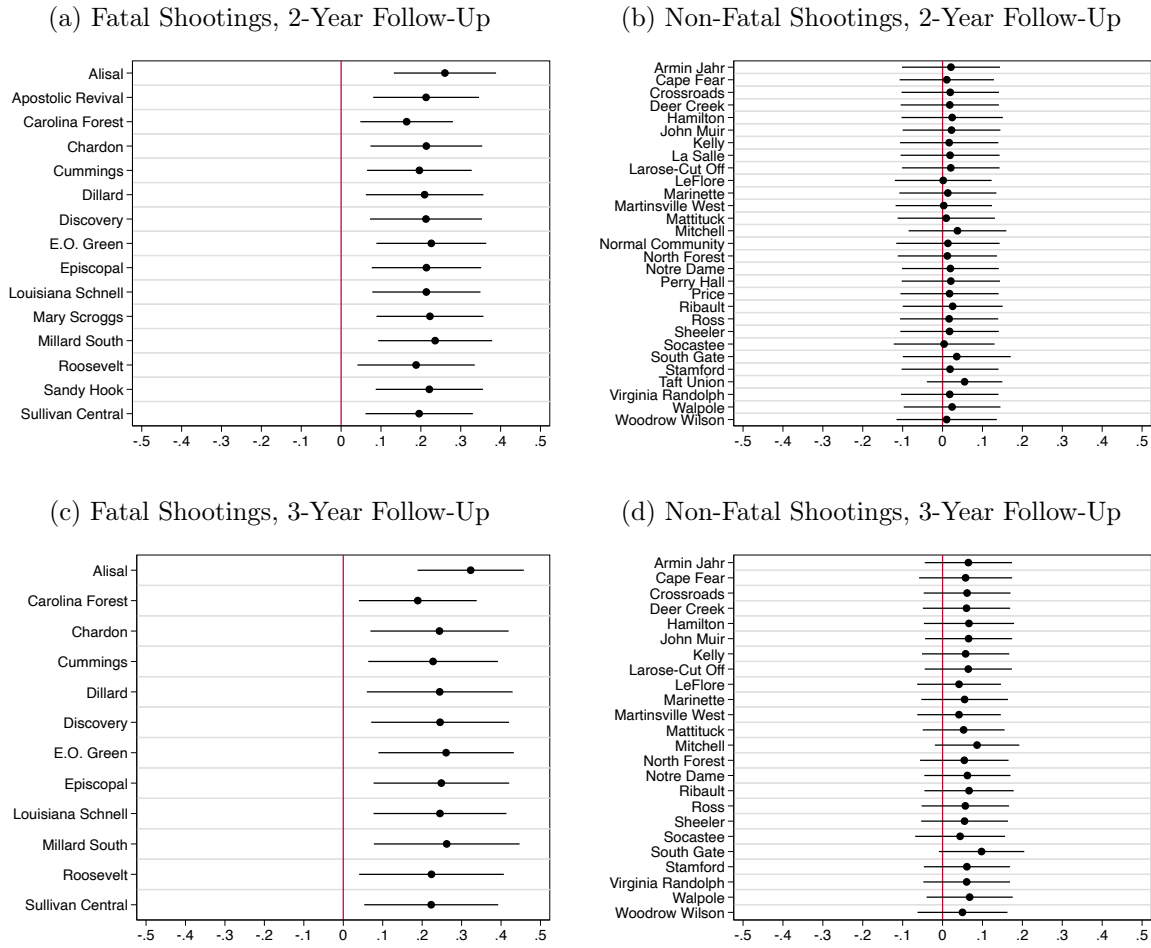 (a) Fatal Shootings, 2-Year Follow-Up
Alisal
Apostolic Revival
Carolina Forest
Chardon
Cummings
Dillard
Discovery
E.O. Green
Episcopal
Louisiana Schnell
Mary Scroggs
Millard South
Roosevelt
Sandy Hook
Sullivan Central
-.5 -.4 -.3 -.2 -.1 0 .1 .2 .3 .4 .5
(b) Non-Fatal Shootings, 2-Year Follow-Up
Armin Jahr
Cape Fear
Crossroads
Deer Creek
Hamilton
John Muir
Kelly
La Salle
Larose-Cut Off
LeFlore
Marinette
Martinsville West
Mattituck
Mitchell
Normal Community
North Forest
Notre Dame
Perry Hall
Price
Ribault
Ross
Sheeler
Socastee
South Gate
Stamford
Taft Union
Virginia Randolph
Walpole
Woodrow Wilson
-.5 -.4 -.3 -.2 -.1 0 .1 .2 .3 .4 .5
(c) Fatal Shootings, 3-Year Follow-Up
Alisal
Carolina Forest
Chardon
Cummings
Dillard
Discovery
E.O. Green
Episcopal
Louisiana Schnell
Millard South
Roosevelt
Sullivan Central
-.5 -.4 -.3 -.2 -.1 0 .1 .2 .3 .4 .5
(d) Non-Fatal Shootings, 3-Year Follow-Up
Armin Jahr
Cape Fear
Crossroads
Deer Creek
Hamilton
John Muir
Kelly
Larose-Cut Off
LeFlore
Marinette
Martinsville West
Mattituck
Mitchell
North Forest
Notre Dame
Ribault
Ross
Sheeler
Socastee
South Gate
Stamford
Virginia Randolph
Walpole
Woodrow Wilson
-.5 -.4 -.3 -.2 -.1 0 .1 .2 .3 .4 .5